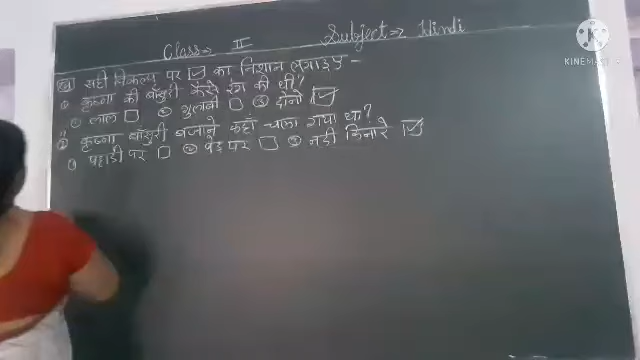 Class⇒ II Subject⇒ Hindi
सही विकल्प पर ☑ का निशान लगाइए -
① कृष्णा की बाँसुरी कैसे रंग की थी?
① लाल □ ② गुलाबी □ ③ दोनों ☑
② कृष्णा बाँसुरी बजाने कहाँ चला गया था?
① पहाड़ी पर □ ② पेड़ पर □ ③ नदी किनारे ☑
KINEMASTER